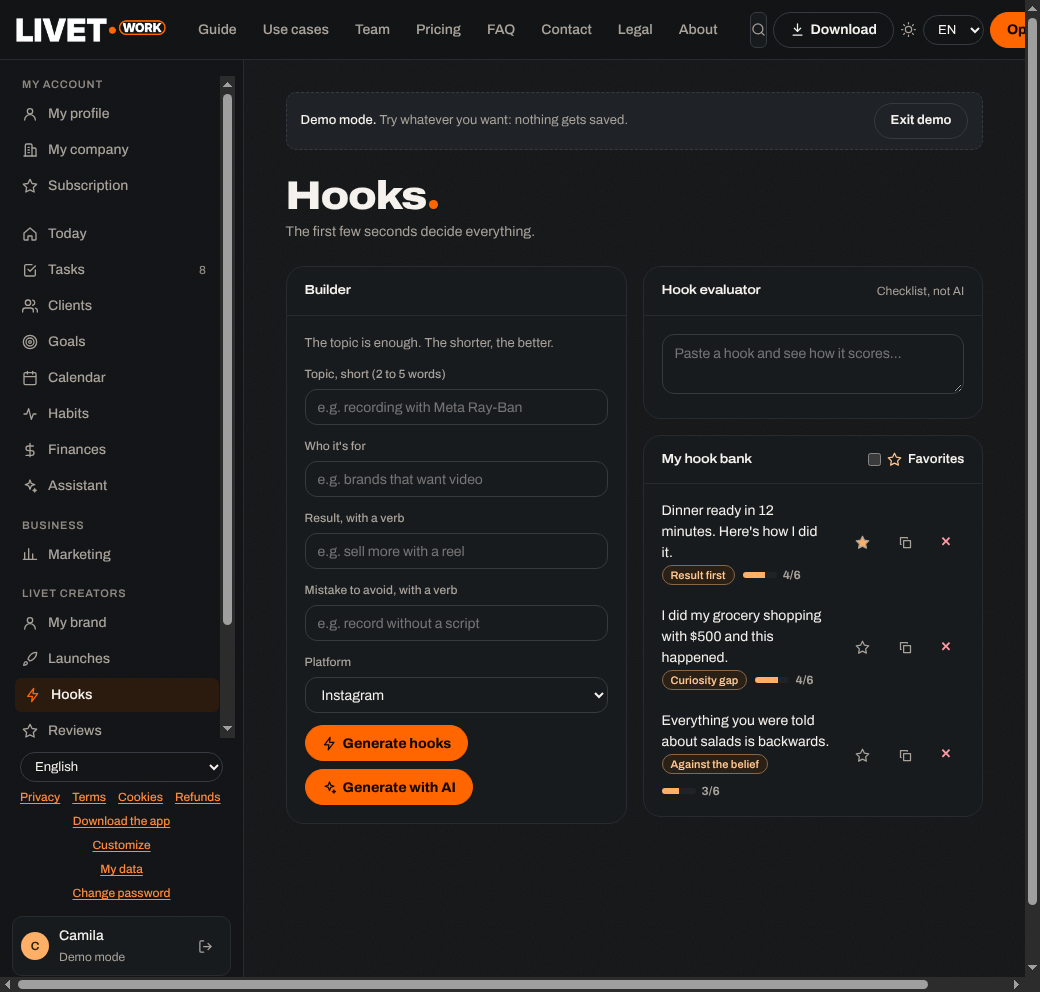 LIVET WORK
Guide
Use cases
Team
Pricing
FAQ
Contact
Legal
About
Download
EN
Op
MY ACCOUNT
My profile
My company
Subscription
Today
Tasks 8
Clients
Goals
Calendar
Habits
Finances
Assistant
BUSINESS
Marketing
LIVET CREATORS
My brand
Launches
Hooks
Reviews
English
Privacy Terms Cookies Refunds
Download the app
Customize
My data
Change password
C
Camila
Demo mode
Demo mode. Try whatever you want: nothing gets saved.
Exit demo
Hooks.
The first few seconds decide everything.
Builder
The topic is enough. The shorter, the better.
Topic, short (2 to 5 words)
e.g. recording with Meta Ray-Ban
Who it's for
e.g. brands that want video
Result, with a verb
e.g. sell more with a reel
Mistake to avoid, with a verb
e.g. record without a script
Platform
Instagram
Generate hooks
Generate with AI
Hook evaluator
Checklist, not AI
Paste a hook and see how it scores...
My hook bank
Favorites
Dinner ready in 12
minutes. Here's how I did
it.
Result first 4/6
I did my grocery shopping
with $500 and this
happened.
Curiosity gap 4/6
Everything you were told
about salads is backwards.
Against the belief
3/6